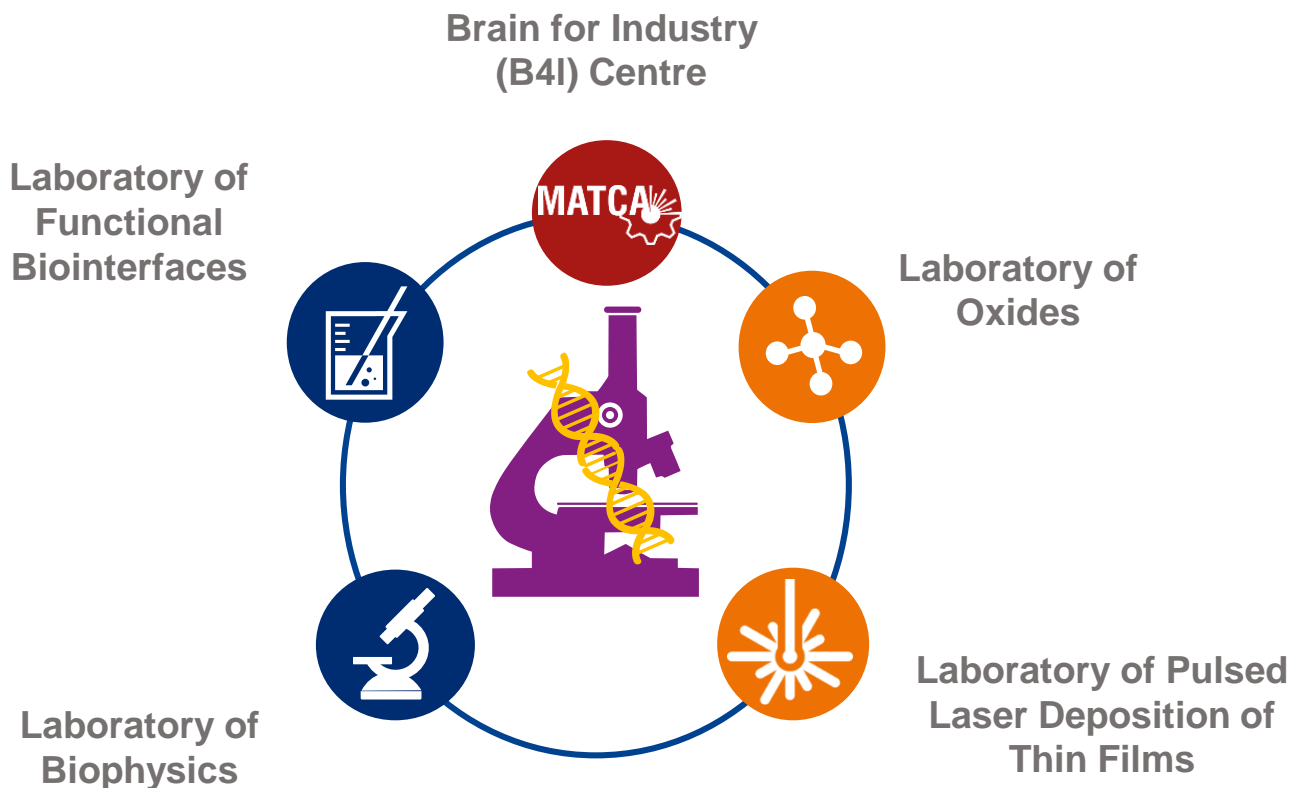 Brain for Industry
(B4I) Centre
Laboratory of
Functional
Biointerfaces
MATCA
Laboratory of
Oxides
Laboratory of Pulsed
Laser Deposition of
Thin Films
Laboratory of
Biophysics